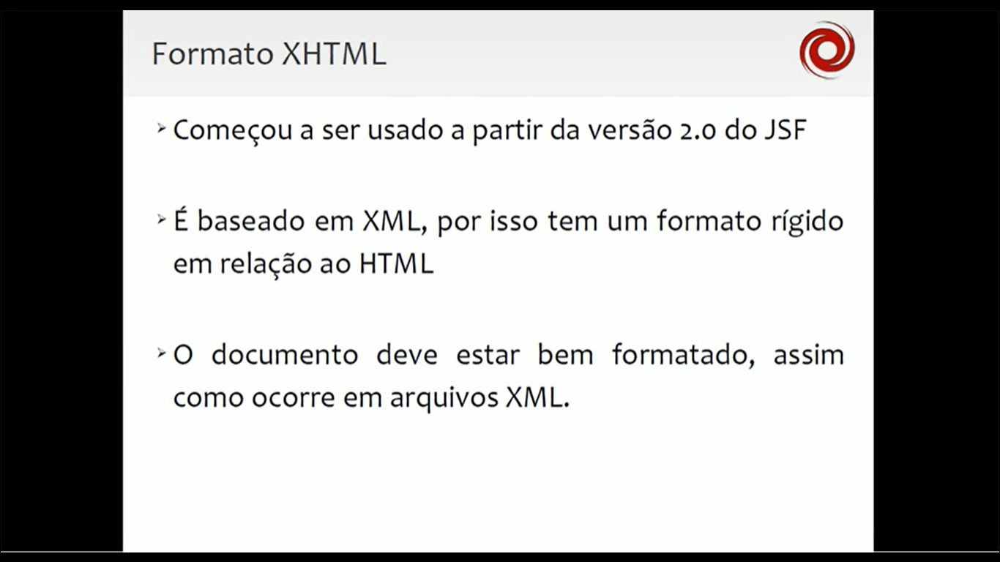 Formato XHTML
Começou a ser usado a partir da versão 2.0 do JSF
É baseado em XML, por isso tem um formato rígido
em relação ao HTML
O documento deve estar bem formatado, assim
como ocorre em arquivos XML.